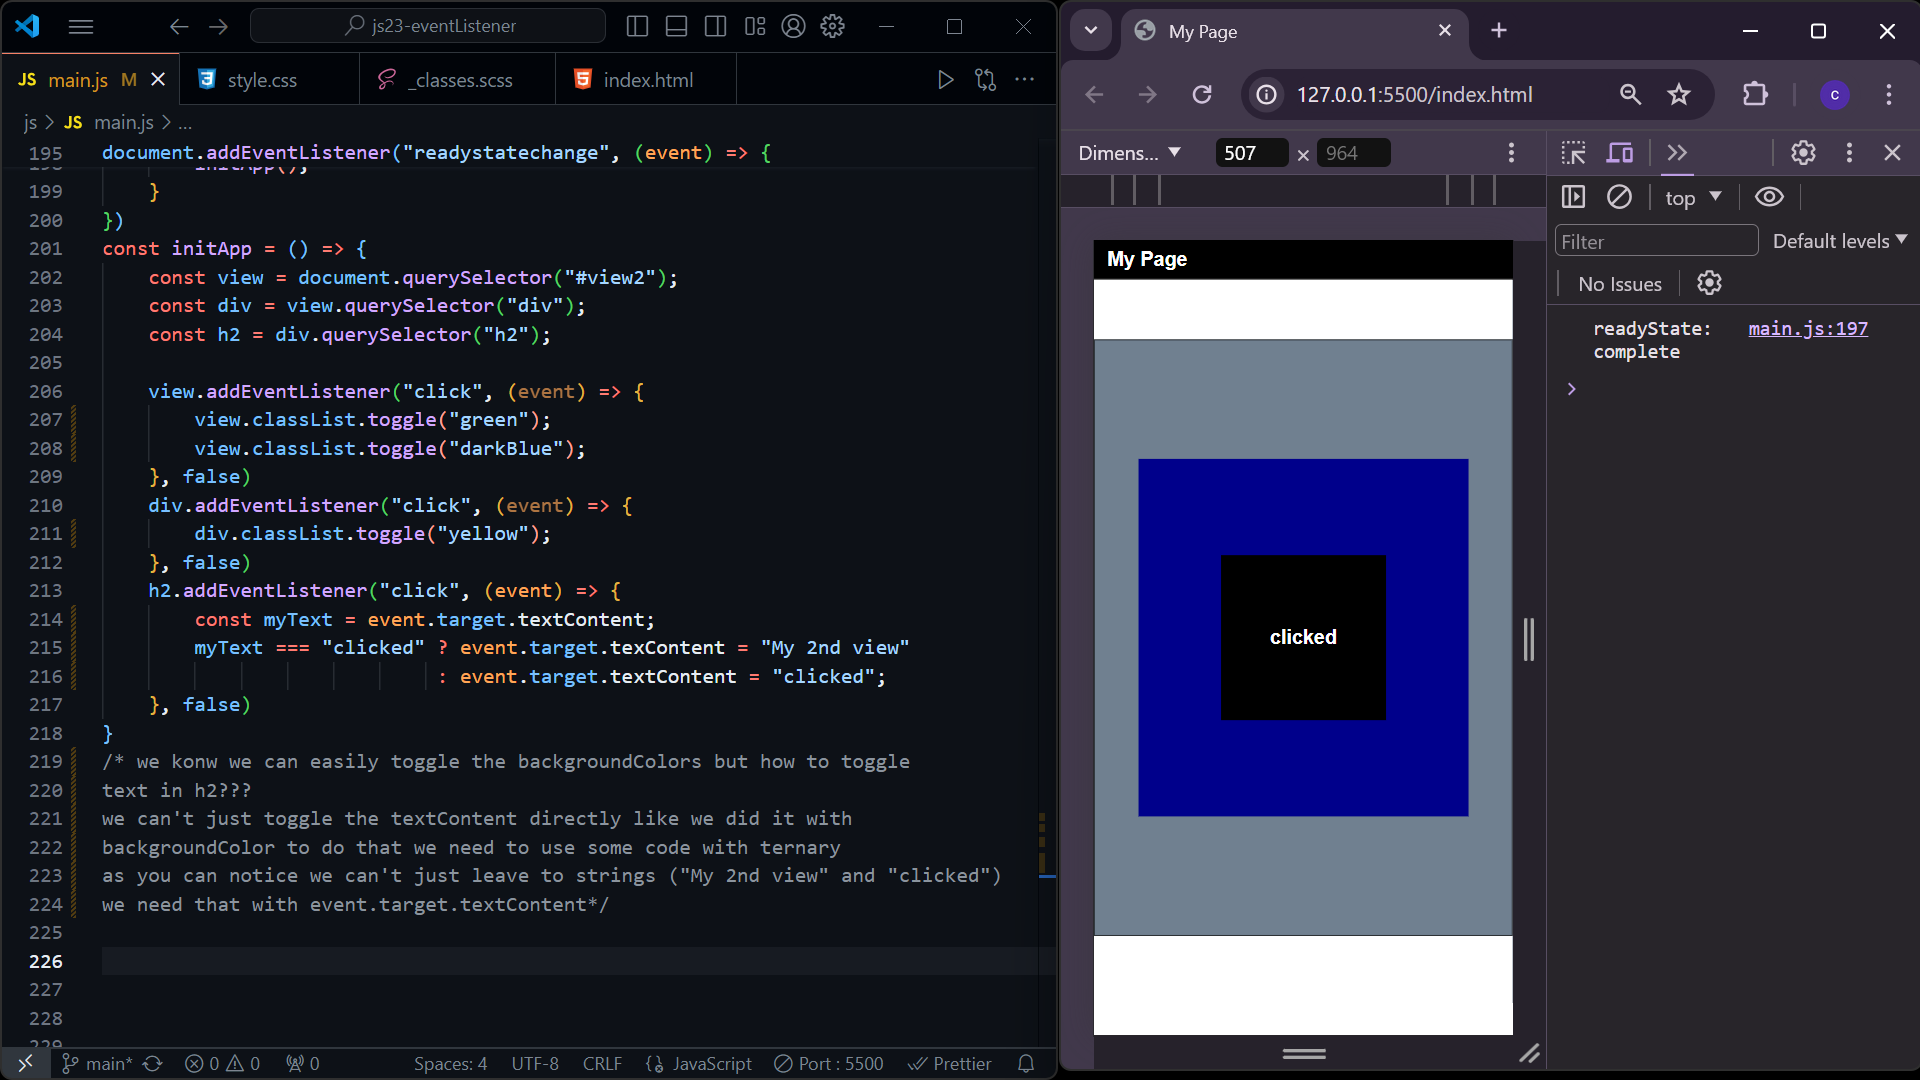 js23-eventListener
JS main.js M
style.css
_classes.scss
index.html
js > JS main.js > ...
195 document.addEventListener("readystatechange", (event) => {
199 }
200 })
201 const initApp = () => {
202 const view = document.querySelector("#view2");
203 const div = view.querySelector("div");
204 const h2 = div.querySelector("h2");
205
206 view.addEventListener("click", (event) => {
207 view.classList.toggle("green");
208 view.classList.toggle("darkBlue");
209 }, false)
210 div.addEventListener("click", (event) => {
211 div.classList.toggle("yellow");
212 }, false)
213 h2.addEventListener("click", (event) => {
214 const myText = event.target.textContent;
215 myText === "clicked" ? event.target.texContent = "My 2nd view"
216 : event.target.textContent = "clicked";
217 }, false)
218 }
219 /* we konw we can easily toggle the backgroundColors but how to toggle
220 text in h2???
221 we can't just toggle the textContent directly like we did it with
222 backgroundColor to do that we need to use some code with ternary
223 as you can notice we can't just leave to strings ("My 2nd view" and "clicked")
224 we need that with event.target.textContent*/
225
226
227
228
main* 0 0 0 Spaces: 4 UTF-8 CRLF {} JavaScript Port : 5500 Prettier
My Page
127.0.0.1:5500/index.html
c
Dimens... 507 × 964
My Page
clicked
top
Filter
Default levels
No Issues
readyState: main.js:197
complete